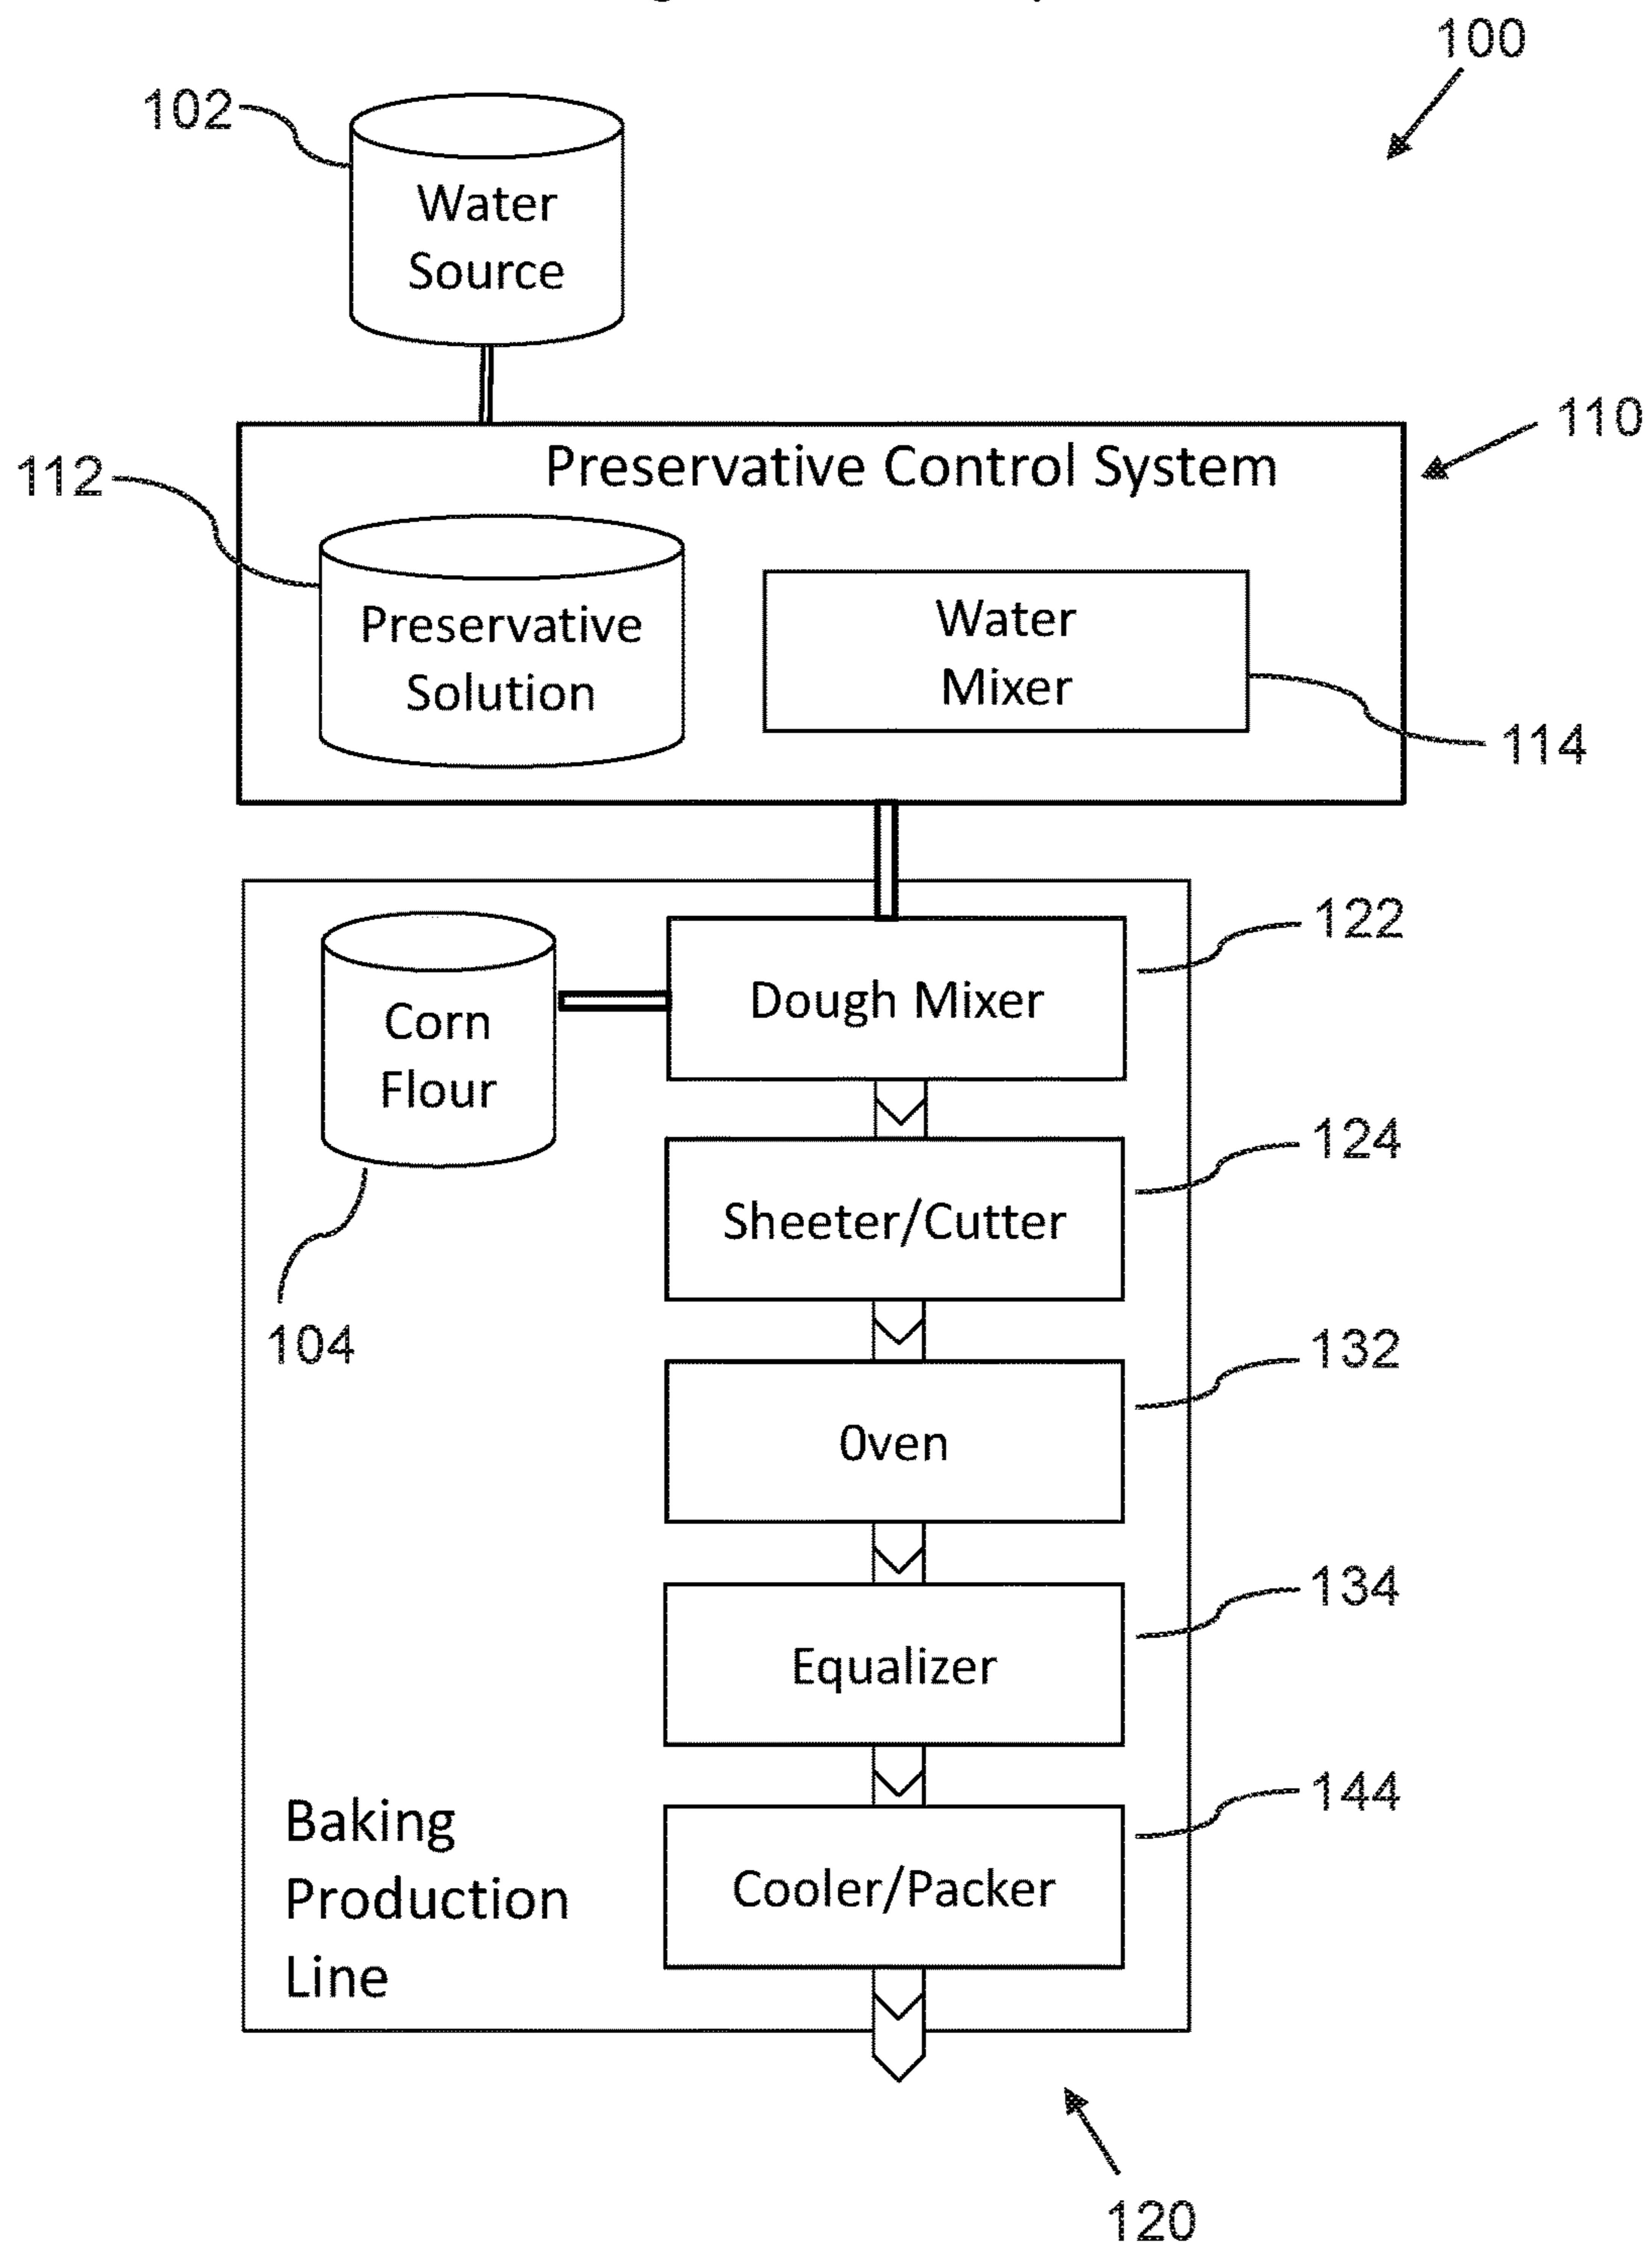 100
102
Water
Source
110
Preservative Control System
112
Preservative
Solution
Water
Mixer
114
122
Dough Mixer
Corn
Flour
124
Sheeter/Cutter
104
132
0ven
134
Equalizer
144
Baking
Production
Line
Cooler/Packer
120